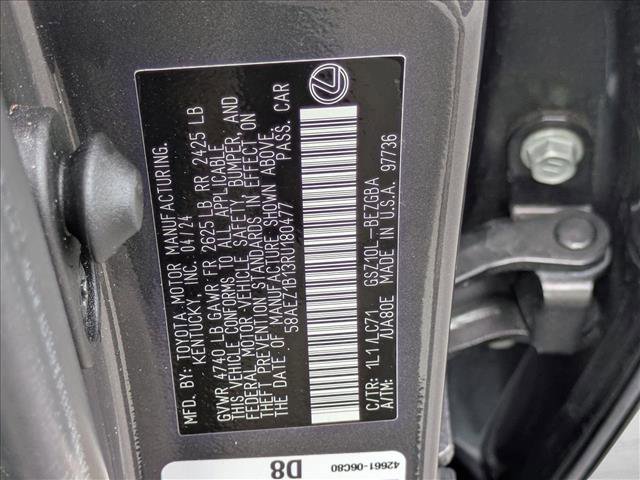 MFD. BY: TOYOTA MOTOR MANUFACTURING.
KENTUCKY, INC. 04/24
GVWR 4740 LB GAWR FR 2625 LB RR 2425 LB
THIS VEHICLE CONFORMS TO ALL APPLICABLE
FEDERAL MOTOR VEHICLE SAFETY, BUMPER, AND
THEFT PREVENTION STANDARDS IN EFFECT ON
THE DATE OF MANUFACTURE SHOWN ABOVE.
58AEZ1B13RU180477 PASS. CAR
C/TR: 1L1/LC71 GSZ10L-BEZGBA
A/TM: 7UA80E MADE IN U.S.A. 97736
42661-06C80
D8